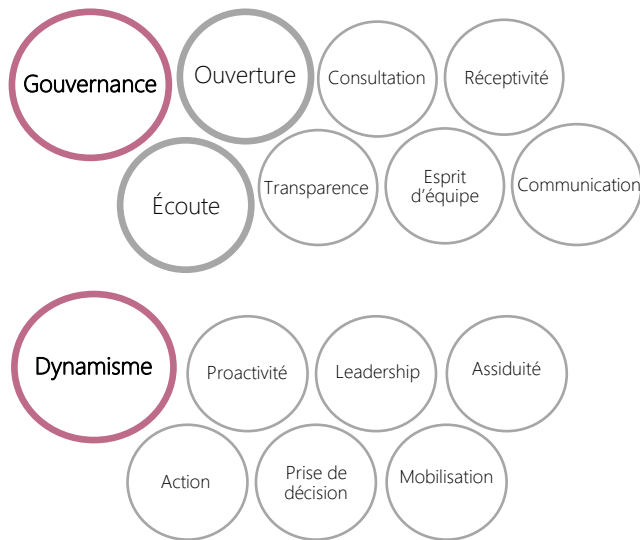 Gouvernance
Ouverture
Consultation
Réceptivité
Écoute
Transparence
Esprit
d'équipe
Communication
Dynamisme
Proactivité
Leadership
Assiduité
Action
Prise de
décision
Mobilisation